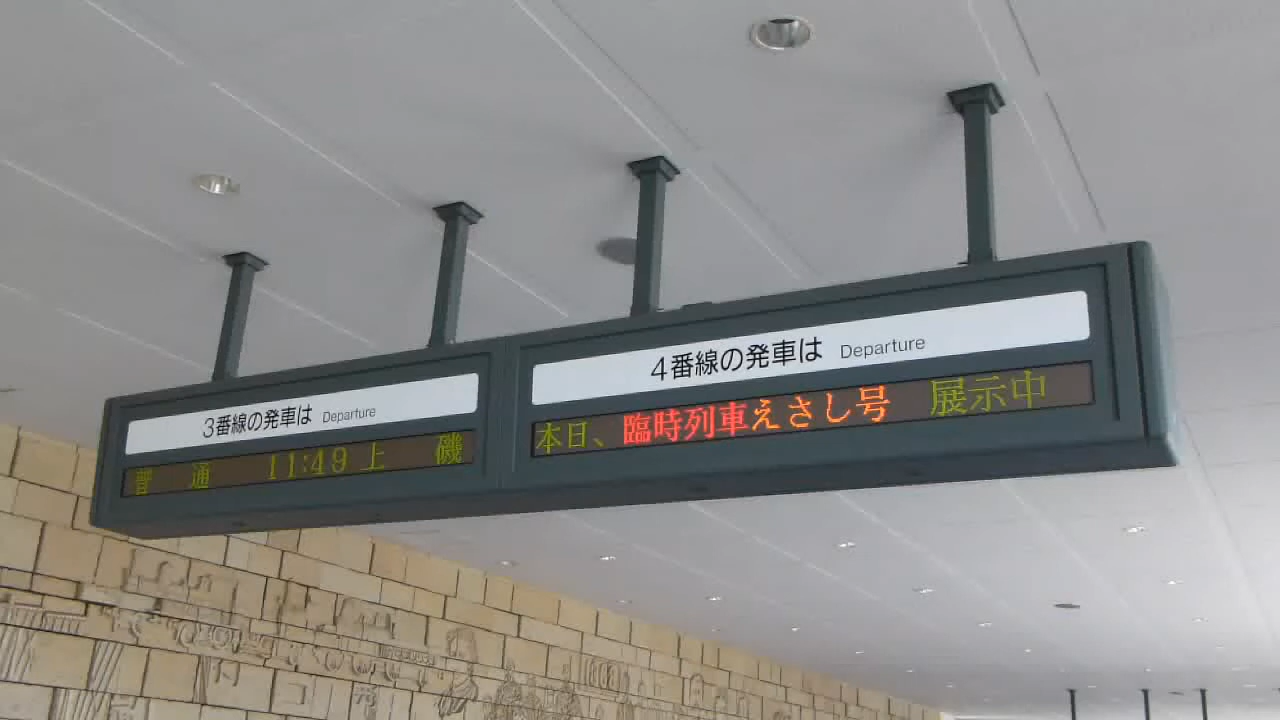 3番線の発車は Departure
普 通 11:49 上 磯
4番線の発車は Departure
本日、臨時列車えさし号 展示中